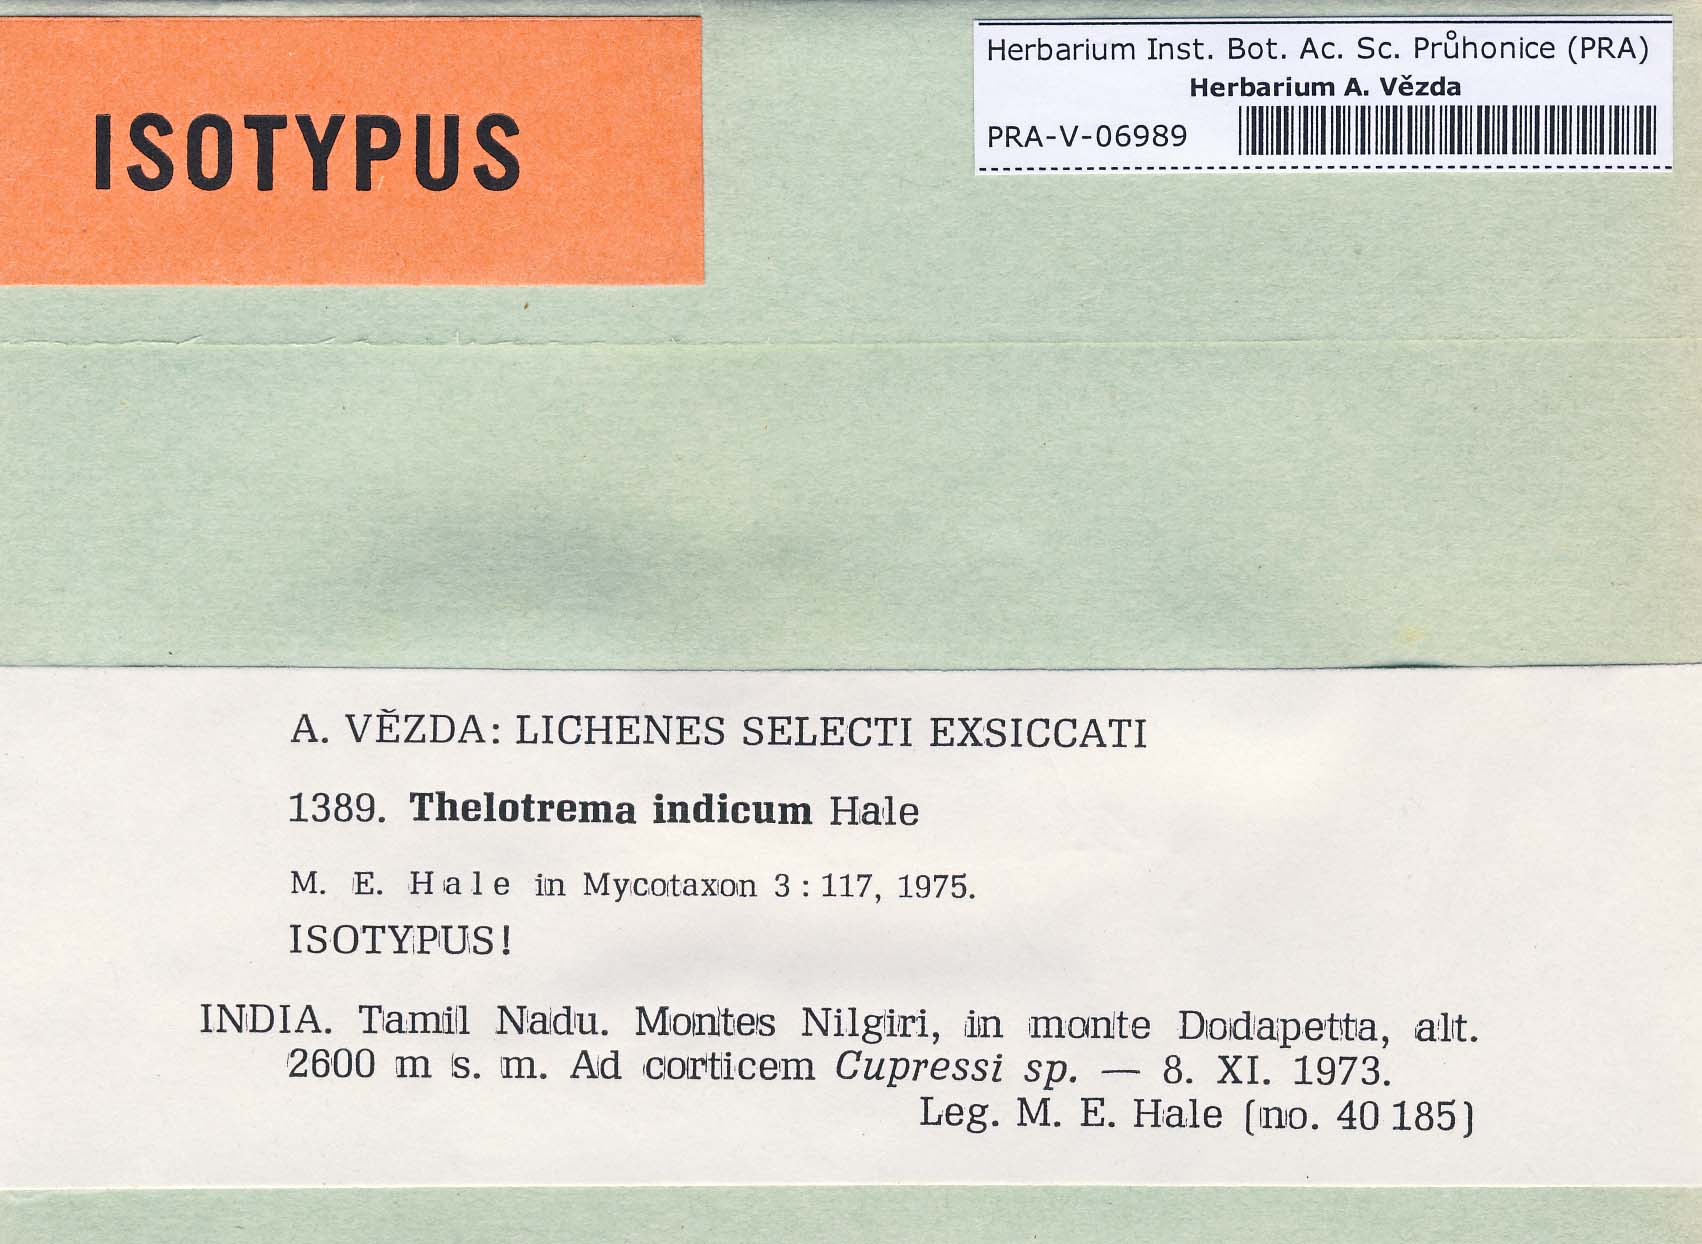 ISOTYPUS
Herbarium Inst. Bot. Ac. Sc. Průhonice (PRA)
Herbarium A. Vězda
PRA-V-06989
A. VĚZDA: LICHENES SELECTI EXSICCATI
1389. Thelotrema indicum Hale
M. E. Hale in Mycotaxon 3 : 117, 1975.
ISOTYPUS!
INDIA. Tamil Nadu. Montes Nilgiri, in monte Dodapetta, alt.
2600 m s. m. Ad corticem Cupressi sp. — 8. XI. 1973.
Leg. M. E. Hale (no. 40 185)